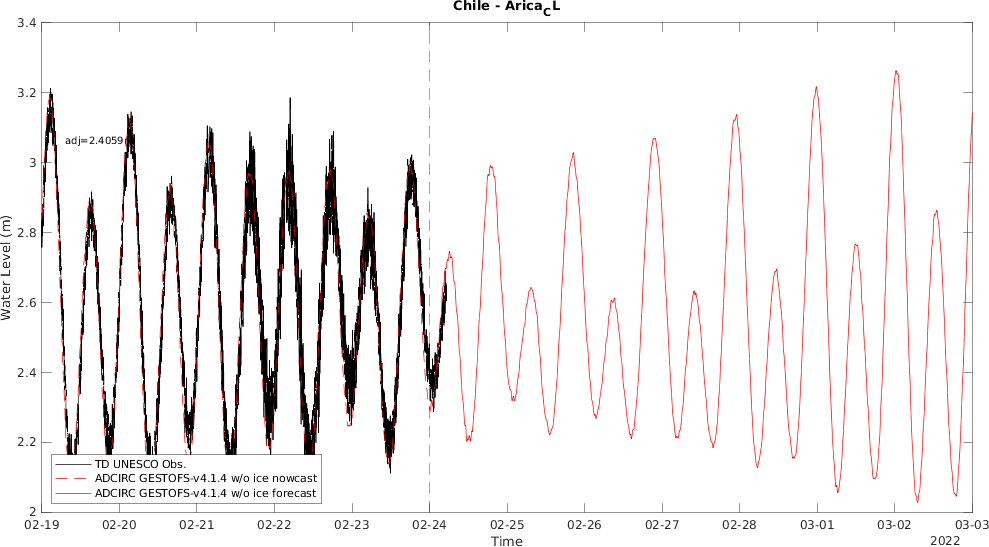 Chile - Arica_CL
3.4
3.2
3
2.8
2.6
2.4
2.2
2
Water Level (m)
adj=2.4059
TD UNESCO Obs.
ADCIRC GESTOFS-v4.1.4 w/o ice nowcast
ADCIRC GESTOFS-v4.1.4 w/o ice forecast
02-19 02-20 02-21 02-22 02-23 02-24 02-25 02-26 02-27 02-28 03-01 03-02 03-03
Time
2022